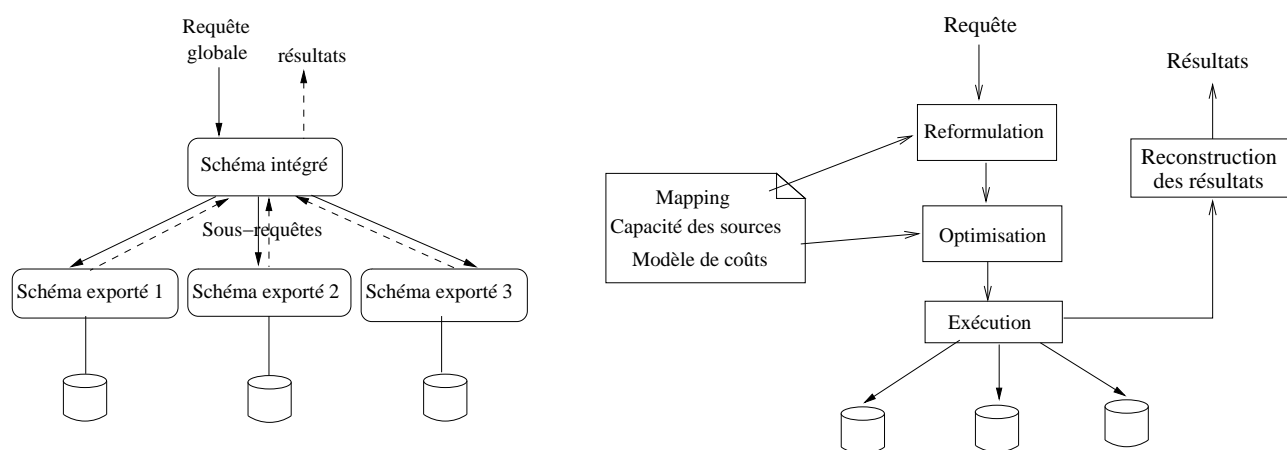 Requête
globale
résultats
Schéma intégré
Sous−requêtes
Schéma exporté 1
Schéma exporté 2
Schéma exporté 3
Requête
Résultats
Reformulation
Reconstruction
des résultats
Mapping
Capacité des sources
Modèle de coûts
Optimisation
Exécution